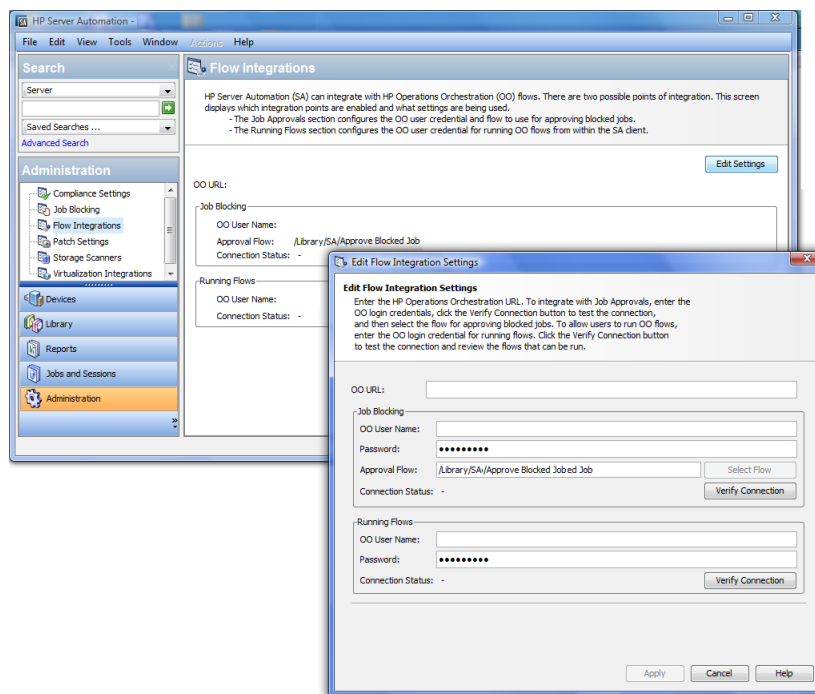 HP Server Automation -
File Edit View Tools Window Actions Help
Search
Server
Saved Searches ...
Advanced Search
Administration
Compliance Settings
Job Blocking
Flow Integrations
Patch Settings
Storage Scanners
Virtualization Integrations
Devices
Library
Reports
Jobs and Sessions
Administration
»
Flow Integrations
HP Server Automation (SA) can integrate with HP Operations Orchestration (OO) flows. There are two possible points of integration. This screen
displays which integration points are enabled and what settings are being used.
- The Job Approvals section configures the OO user credential and flow to use for approving blocked jobs.
- The Running Flows section configures the OO user credential for running OO flows from within the SA client.
Edit Settings
OO URL:
Job Blocking
OO User Name:
Approval Flow: /Library/SA/Approve Blocked Job
Connection Status: -
Running Flows
OO User Name:
Connection Status: -
Edit Flow Integration Settings
Edit Flow Integration Settings
Enter the HP Operations Orchestration URL. To integrate with Job Approvals, enter the
OO login credentials, click the Verify Connection button to test the connection,
and then select the flow for approving blocked jobs. To allow users to run OO flows,
enter the OO login credential for running flows. Click the Verify Connection button
to test the connection and review the flows that can be run.
OO URL:
Job Blocking
OO User Name:
Password: •••••••••
Approval Flow: /Library/SA/Approve Blocked Jobed Job Select Flow
Connection Status: - Verify Connection
Running Flows
OO User Name:
Password: •••••••••
Connection Status: - Verify Connection
Apply Cancel Help